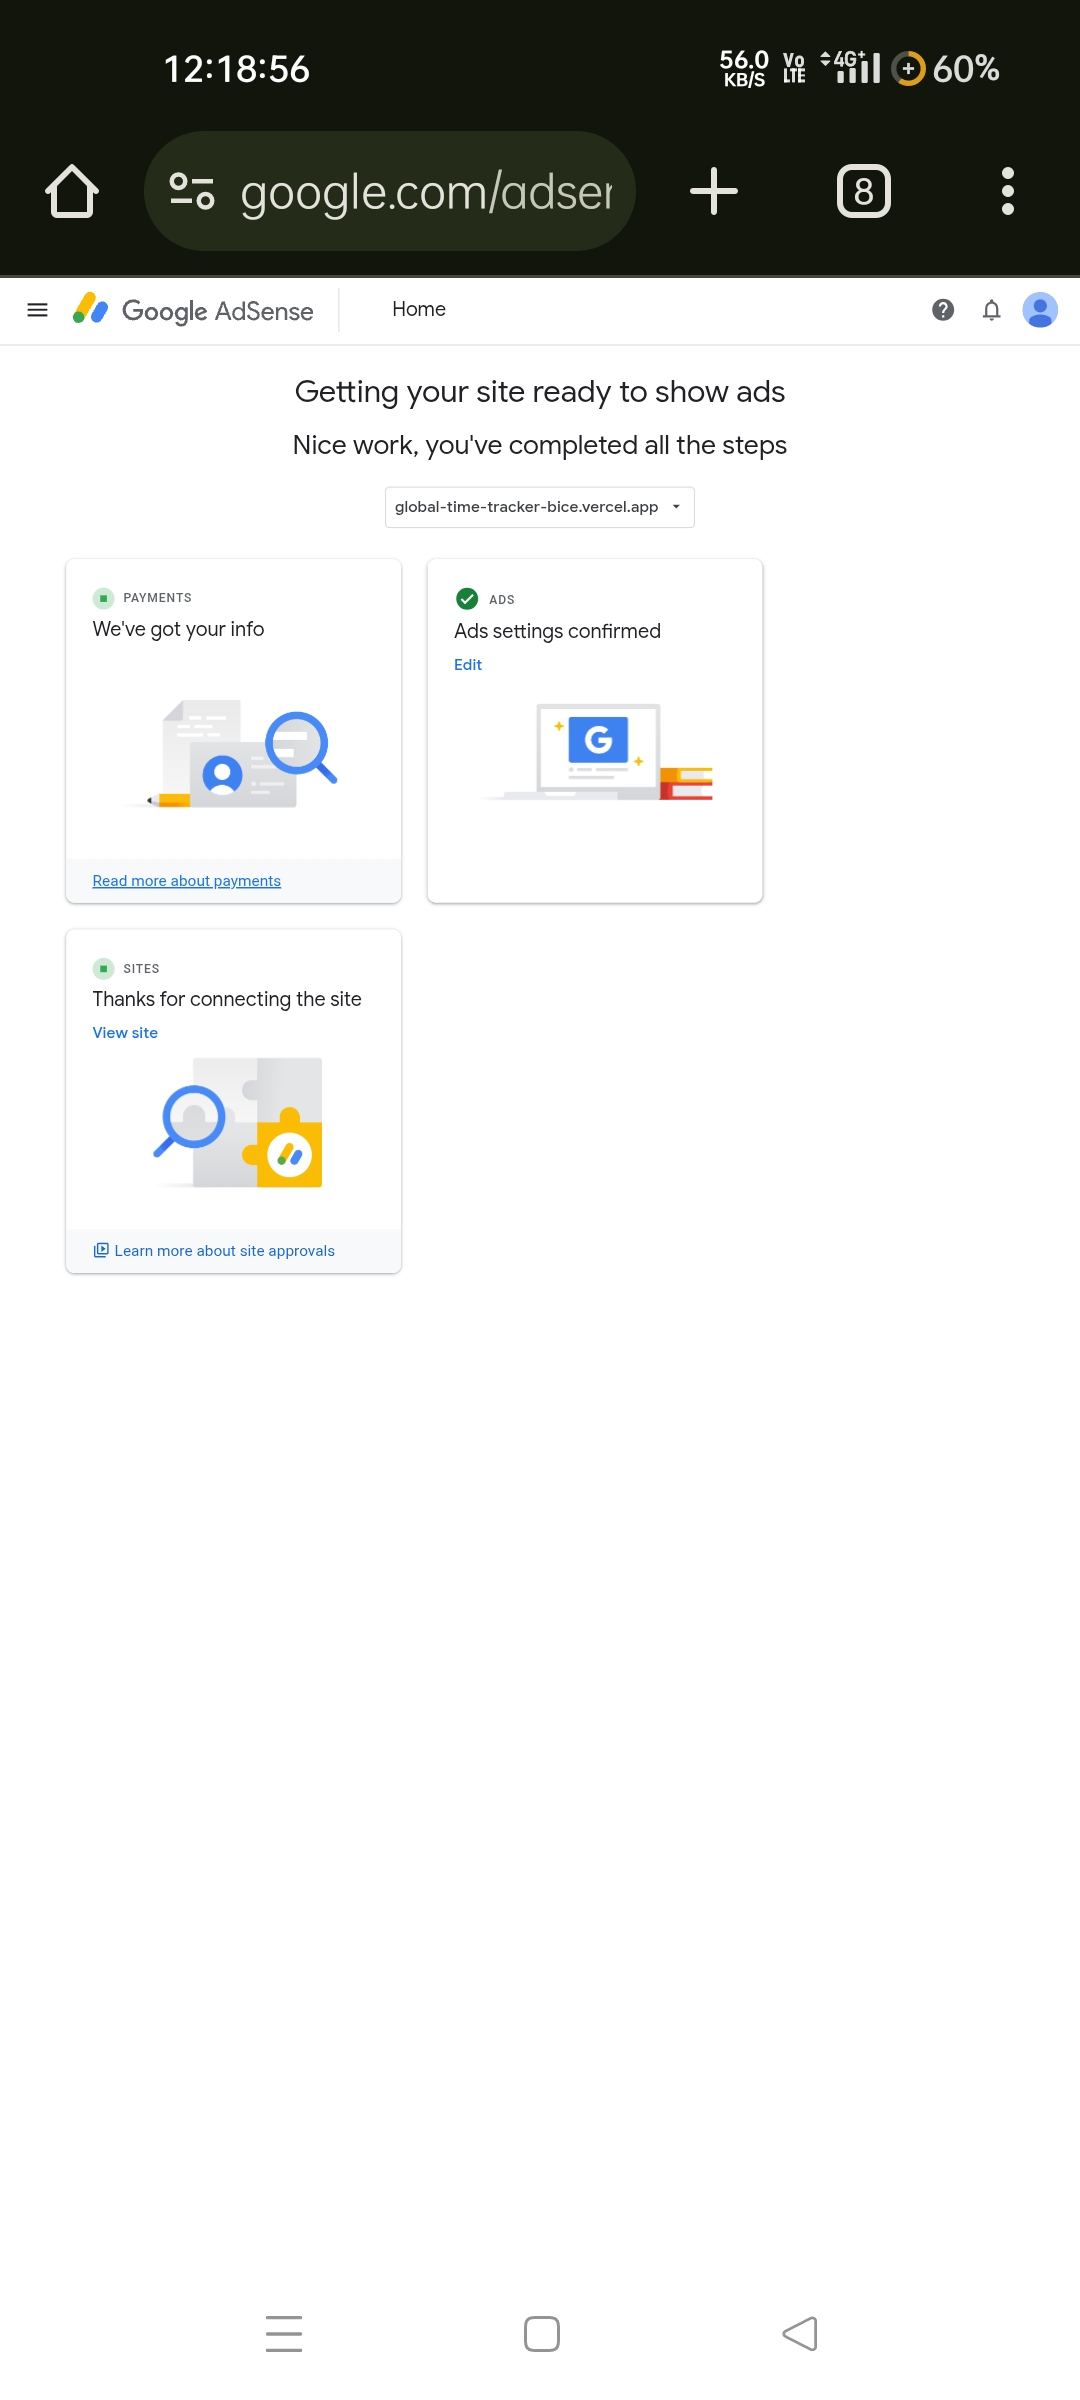 12:18:56
56.0 KB/S
Vo LTE
4G+
60%
google.com/adser
8
Google AdSense
Home
Getting your site ready to show ads
Nice work, you've completed all the steps
global-time-tracker-bice.vercel.app
PAYMENTS
We've got your info
Read more about payments
ADS
Ads settings confirmed
Edit
G
SITES
Thanks for connecting the site
View site
Learn more about site approvals